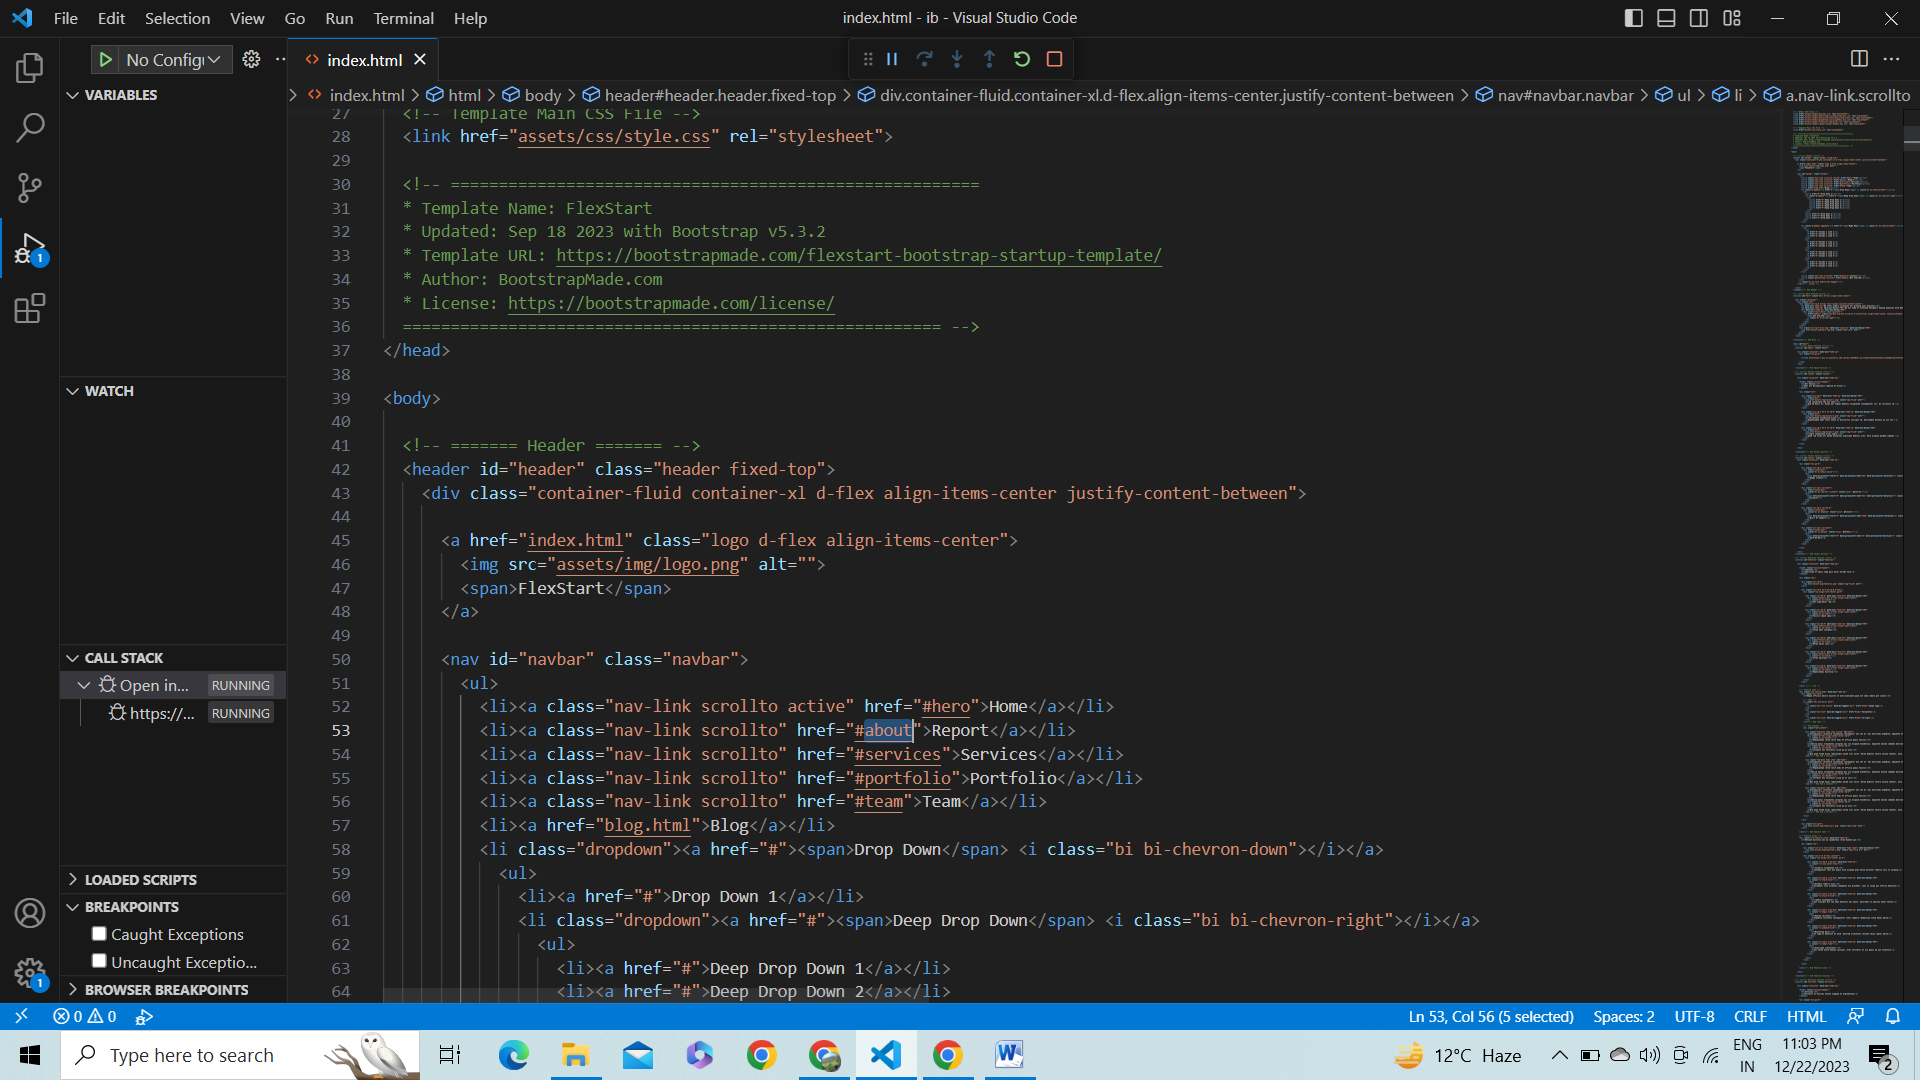 File Edit Selection View Go Run Terminal Help
index.html - ib - Visual Studio Code
No Config
index.html
index.html > html > body > header#header.header.fixed-top > div.container-fluid.container-xl.d-flex.align-items-center.justify-content-between > nav#navbar.navbar > ul > li > a.nav-link.scrollto
VARIABLES
WATCH
CALL STACK
Open in... RUNNING
https://... RUNNING
LOADED SCRIPTS
BREAKPOINTS
Caught Exceptions
Uncaught Exceptio...
BROWSER BREAKPOINTS
1
1
27 <!-- Template Main CSS File -->
28 <link href="assets/css/style.css" rel="stylesheet">
29
30 <!-- =======================================================
31 * Template Name: FlexStart
32 * Updated: Sep 18 2023 with Bootstrap v5.3.2
33 * Template URL: https://bootstrapmade.com/flexstart-bootstrap-startup-template/
34 * Author: BootstrapMade.com
35 * License: https://bootstrapmade.com/license/
36 ======================================================== -->
37 </head>
38
39 <body>
40
41 <!-- ======= Header ======= -->
42 <header id="header" class="header fixed-top">
43 <div class="container-fluid container-xl d-flex align-items-center justify-content-between">
44
45 <a href="index.html" class="logo d-flex align-items-center">
46 <img src="assets/img/logo.png" alt="">
47 <span>FlexStart</span>
48 </a>
49
50 <nav id="navbar" class="navbar">
51 <ul>
52 <li><a class="nav-link scrollto active" href="#hero">Home</a></li>
53 <li><a class="nav-link scrollto" href="#about">Report</a></li>
54 <li><a class="nav-link scrollto" href="#services">Services</a></li>
55 <li><a class="nav-link scrollto" href="#portfolio">Portfolio</a></li>
56 <li><a class="nav-link scrollto" href="#team">Team</a></li>
57 <li><a href="blog.html">Blog</a></li>
58 <li class="dropdown"><a href="#"><span>Drop Down</span> <i class="bi bi-chevron-down"></i></a>
59 <ul>
60 <li><a href="#">Drop Down 1</a></li>
61 <li class="dropdown"><a href="#"><span>Deep Drop Down</span> <i class="bi bi-chevron-right"></i></a>
62 <ul>
63 <li><a href="#">Deep Drop Down 1</a></li>
64 <li><a href="#">Deep Drop Down 2</a></li>
0 0
Ln 53, Col 56 (5 selected) Spaces: 2 UTF-8 CRLF HTML
Type here to search
12°C Haze
ENG
IN
11:03 PM
12/22/2023
2